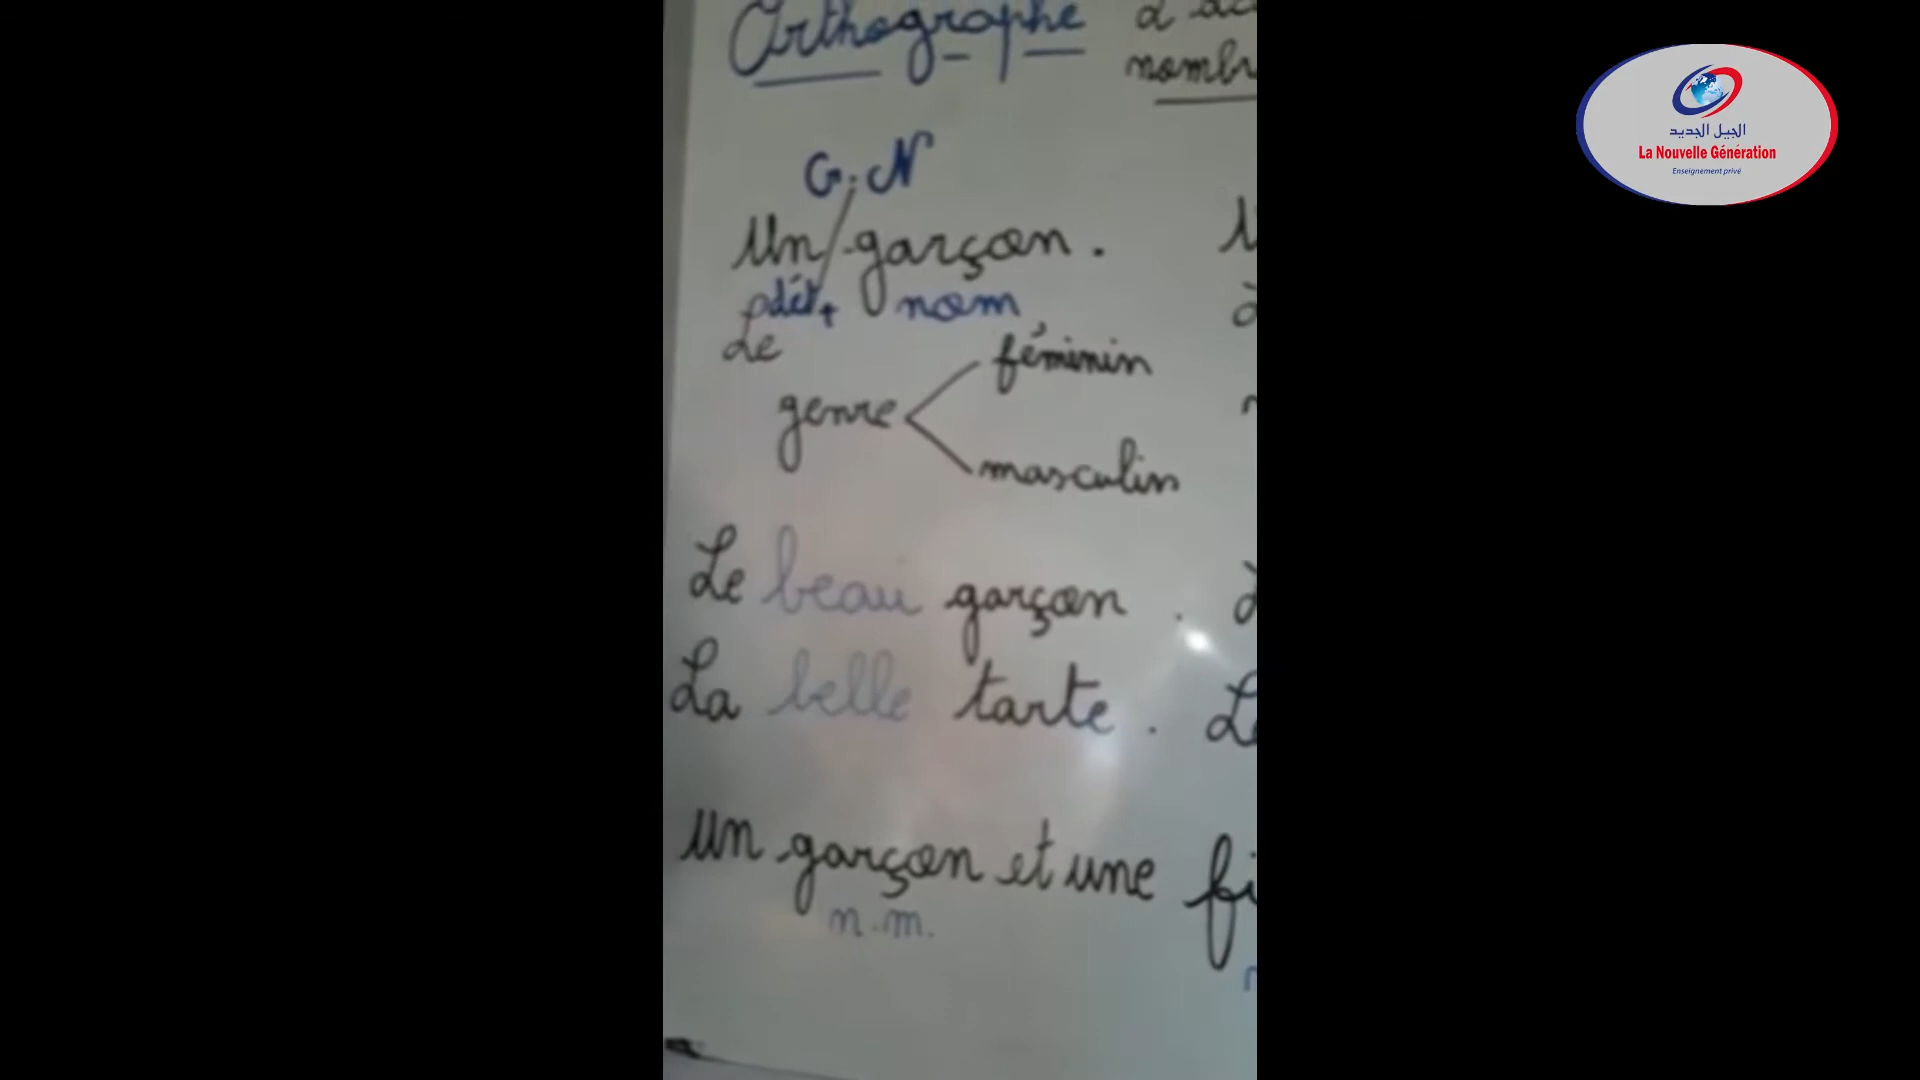 Orthographe
G.N
Un garçon.
dét + nom
Le
féminin
genre
masculin
Le beau garçon.
La belle tarte.
un garçon et une
n.m.
الجيل الجديد
La Nouvelle Génération
Enseignement privé